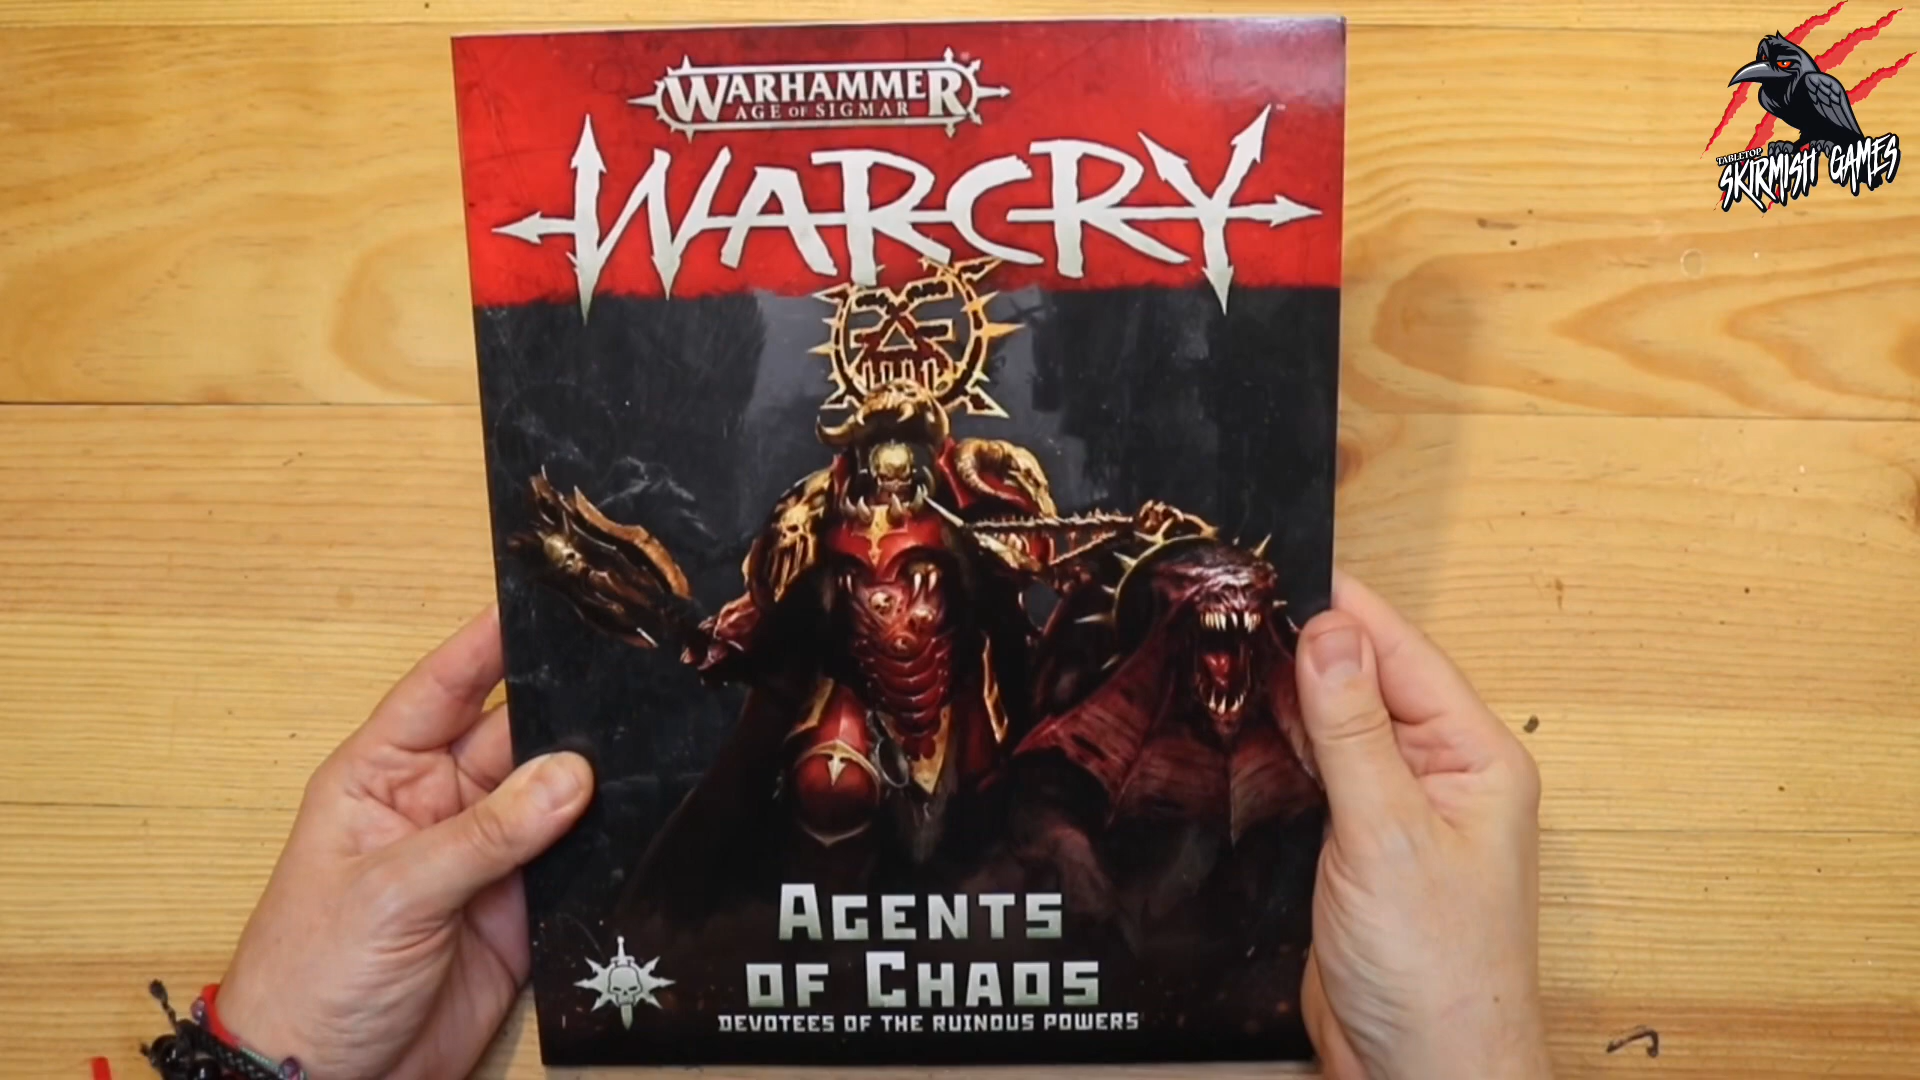 WARHAMMER
AGE OF SIGMAR
WARCRY
AGENTS
OF CHAOS
DEVOTEES OF THE RUINOUS POWERS
TABLETOP
SKIRMISH GAMES